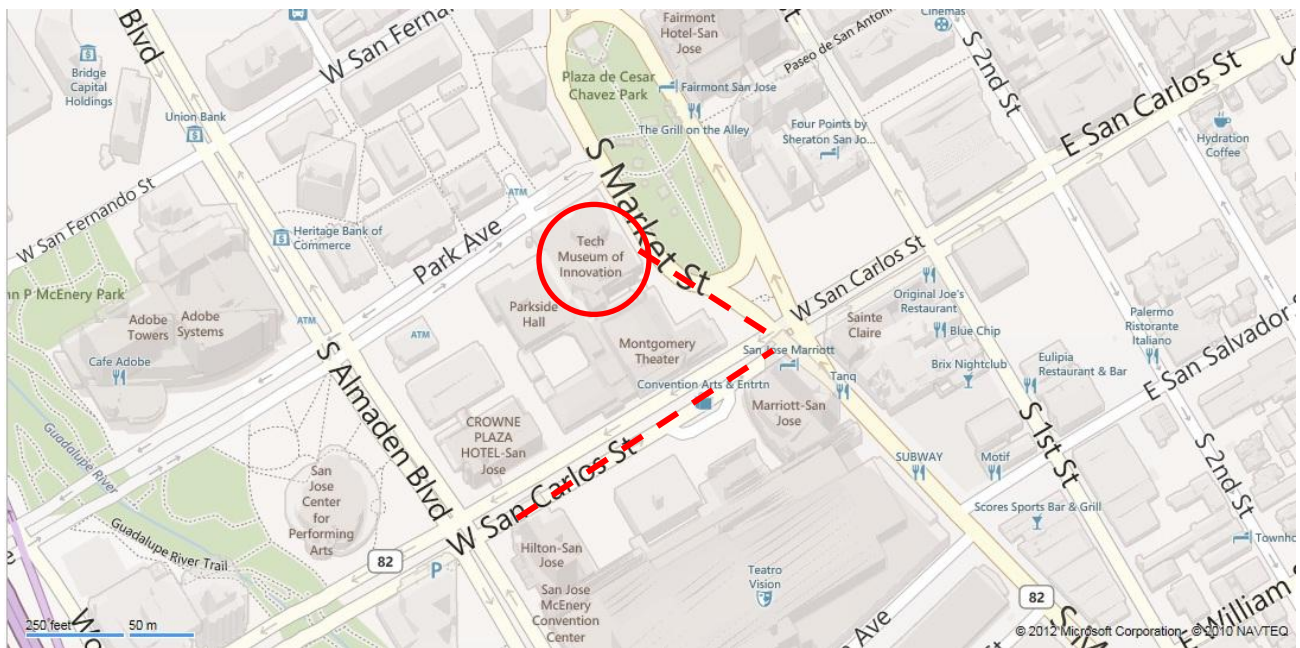 Blvd
W San Ferna
Bridge
Capital
Holdings
Union Bank
Plaza de Cesar
Chavez Park
Fairmont
Hotel-San
Jose
Fairmont San Jose
The Grill on the Alley
Paseo de San Antonio
Cinemas
S 2nd St
E San Carlos St
Four Points by
Sheraton San Jo...
Hydration
Coffee
S Market St
W San Fernando St
ATM
Heritage Bank of
Commerce
Park Ave
Tech
Museum of
Innovation
W San Carlos St
Original Joe's
Restaurant
n P McEnery Park
Adobe
Towers
Adobe
Systems
ATM
ATM
Parkside
Hall
Montgomery
Theater
Sainte
Claire
Blue Chip
Palermo
Ristorante
Italiano
E San Salvador S
Cafe Adobe
San Jose Marriott
Brix Nightclub
Eulipia
Restaurant & Bar
Convention Arts & Entrtn
Tanq
Marriott-San
Jose
S Almaden Blvd
CROWNE
PLAZA
HOTEL-San
Jose
Guadalupe River
S 1st St
S 2nd St
SUBWAY
Motif
San
Jose
Center
for
Performing
Arts
W San Carlos St
Scores Sports Bar & Grill
Guadalupe River Trail
Hilton-San
Jose
82
P
Teatro
Vision
Townho
San Jose
McEnery
Convention
Center
82
Ave
E William S
S M
Wo
250 feet
50 m
© 2012 Microsoft Corporation
© 2010 NAVTEQ